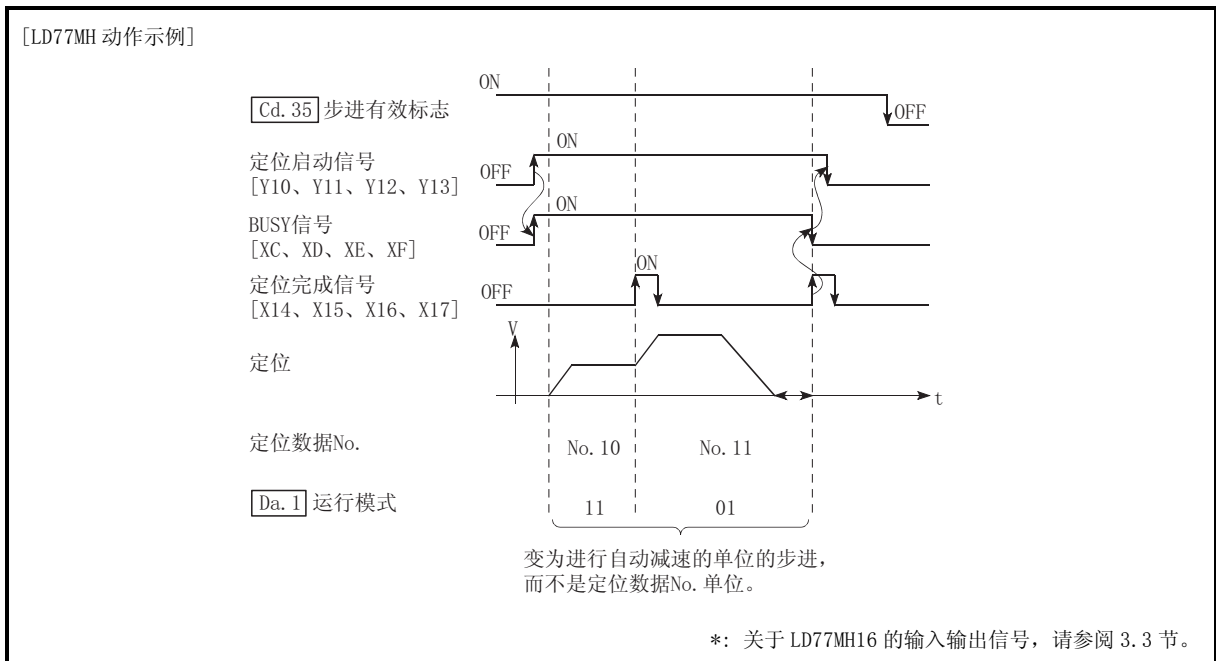 [LD77MH 动作示例]
ON
Cd.35 步进有效标志
OFF
定位启动信号
[Y10、Y11、Y12、Y13]
OFF
ON
BUSY信号
[XC、XD、XE、XF]
OFF
ON
定位完成信号
[X14、X15、X16、X17]
OFF
ON
V
定位
t
定位数据No.
No.10
No.11
Da.1 运行模式
11
01
变为进行自动减速的单位的步进，
而不是定位数据No.单位。
*: 关于 LD77MH16 的输入输出信号，请参阅 3.3 节。